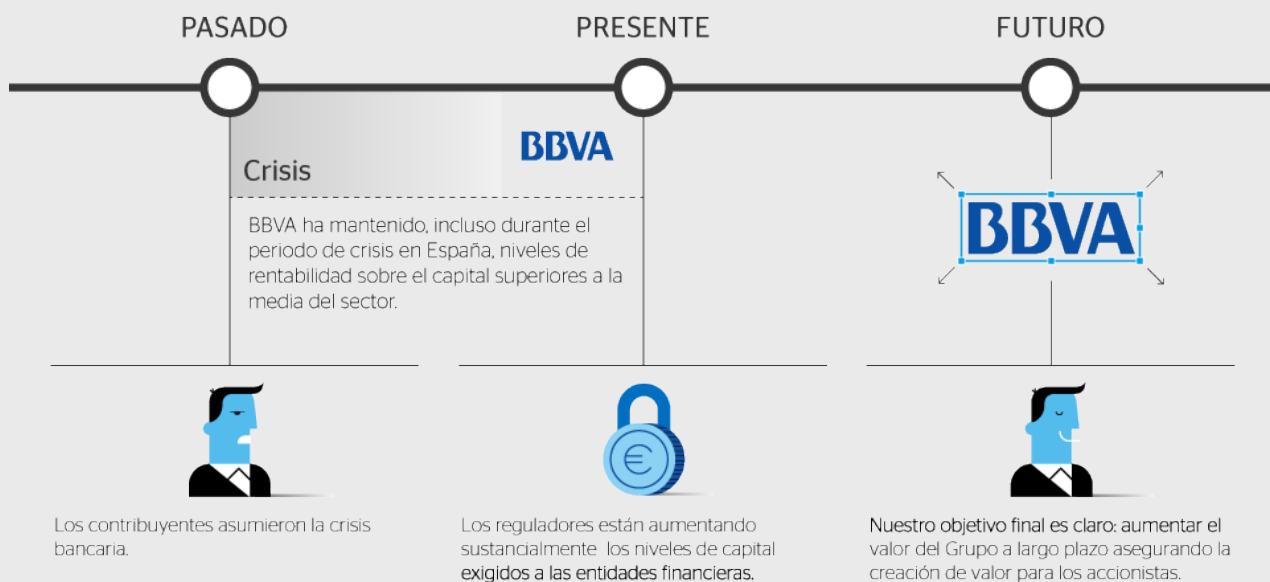 PASADO
PRESENTE
FUTURO
Crisis
BBVA
BBVA ha mantenido, incluso durante el
periodo de crisis en España, niveles de
rentabilidad sobre el capital superiores a la
media del sector.
BBVA
Los contribuyentes asumieron la crisis
bancaria.
€
Los reguladores están aumentando
sustancialmente los niveles de capital
exigidos a las entidades financieras.
Nuestro objetivo final es claro: aumentar el
valor del Grupo a largo plazo asegurando la
creación de valor para los accionistas.